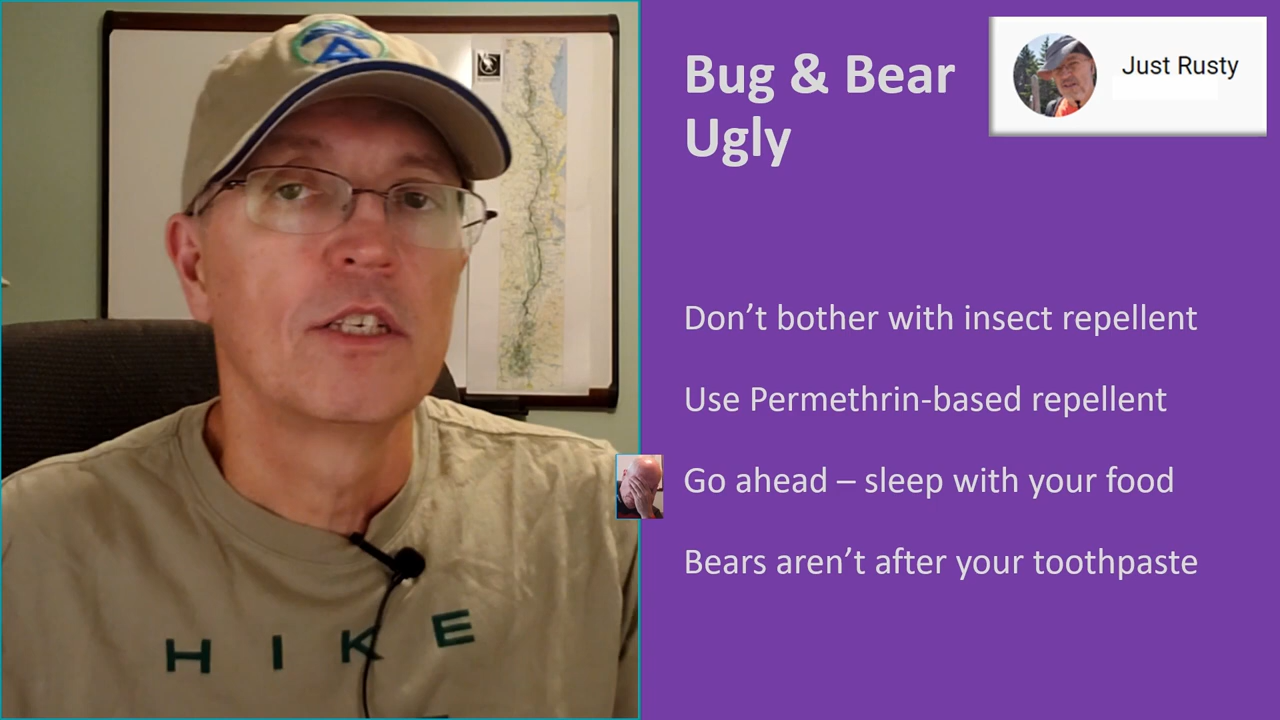 Bug & Bear
Ugly
Just Rusty
Don’t bother with insect repellent
Use Permethrin-based repellent
Go ahead – sleep with your food
Bears aren’t after your toothpaste
HIKE